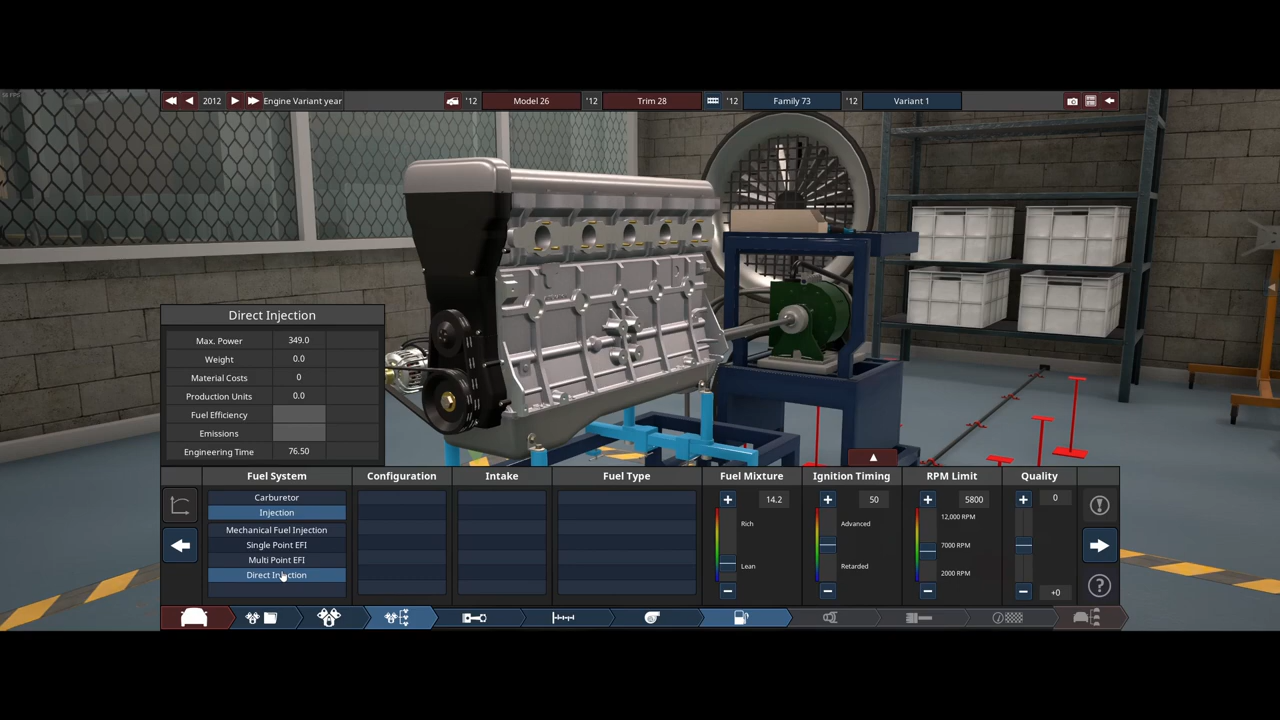 2012 Engine Variant year '12 Model 26 '12 Trim 28 '12 Family 73 '12 Variant 1
Direct Injection
Max. Power 349.0
Weight 0.0
Material Costs 0
Production Units 0.0
Fuel Efficiency
Emissions
Engineering Time 76.50
Fuel System
Carburetor
Injection
Mechanical Fuel Injection
Single Point EFI
Multi Point EFI
Direct Injection
Configuration
Intake
Fuel Type
Fuel Mixture
+ 14.2
Rich
Lean
-
Ignition Timing
+ 50
Advanced
Retarded
-
RPM Limit
+ 5800
12,000 RPM
7000 RPM
2000 RPM
-
Quality
+ 0
- +0
?